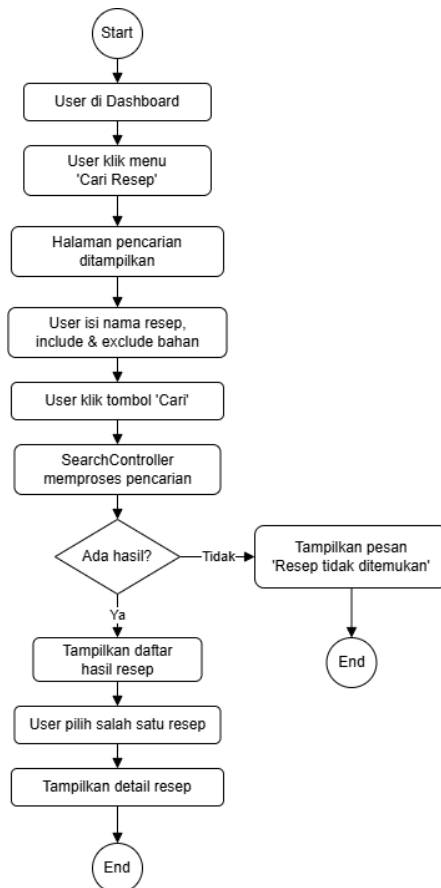 Start
User di Dashboard
User klik menu
'Cari Resep'
Halaman pencarian
ditampilkan
User isi nama resep,
include & exclude bahan
User klik tombol 'Cari'
SearchController
memproses pencarian
Ada hasil?
Tidak
Tampilkan pesan
'Resep tidak ditemukan'
End
Ya
Tampilkan daftar
hasil resep
User pilih salah satu resep
Tampilkan detail resep
End